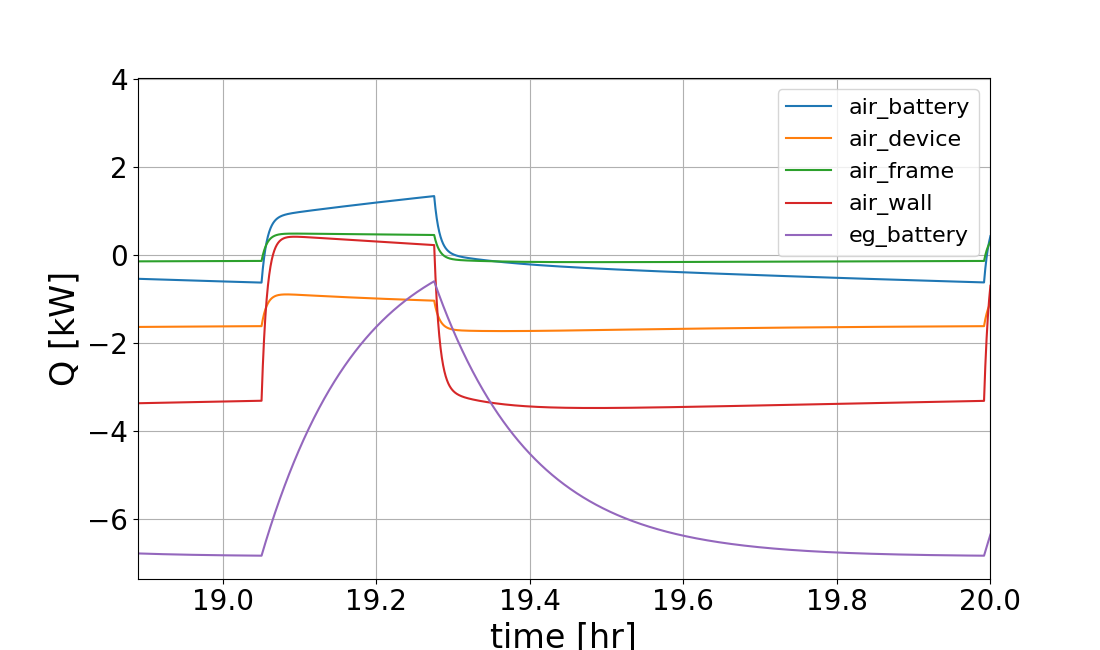 4
2
0
−2
−4
−6
Q [kW]
air_battery
air_device
air_frame
air_wall
eg_battery
19.0 19.2 19.4 19.6 19.8 20.0
time [hr]